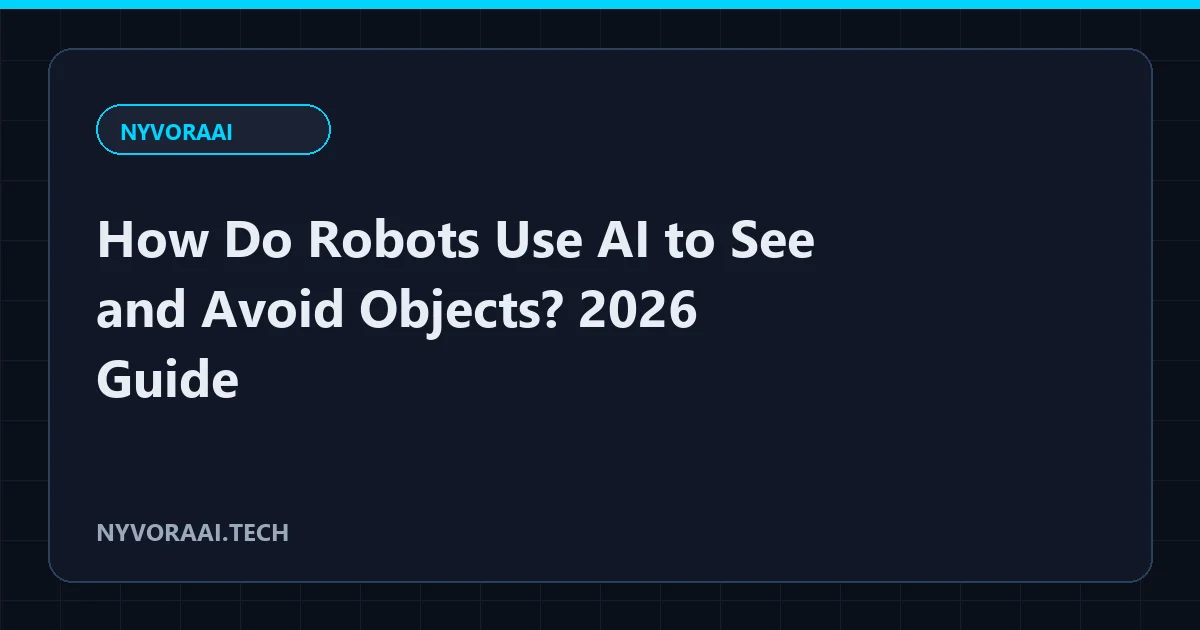 NYVORAAI
How Do Robots Use AI to See
and Avoid Objects? 2026
Guide
NYVORAAI.TECH